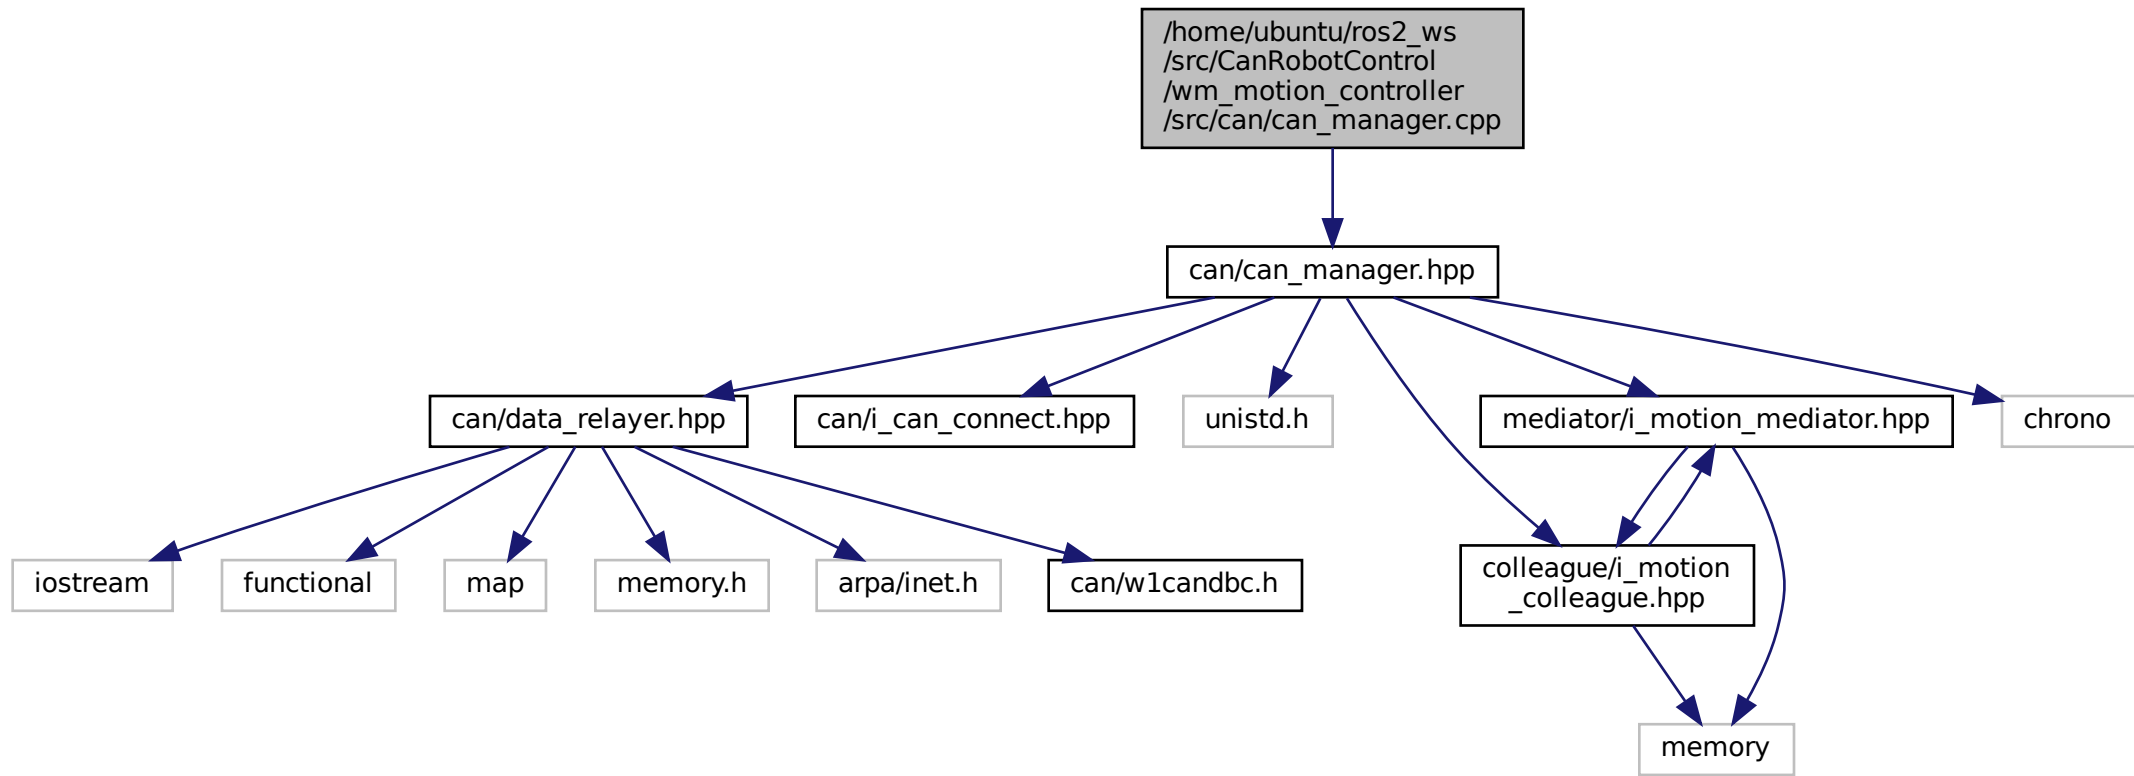 /home/ubuntu/ros2_ws
/src/CanRobotControl
/wm_motion_controller
/src/can/can_manager.cpp
can/can_manager.hpp
can/data_relayer.hpp
can/i_can_connect.hpp
unistd.h
mediator/i_motion_mediator.hpp
chrono
iostream
functional
map
memory.h
arpa/inet.h
can/w1candbc.h
colleague/i_motion
_colleague.hpp
memory